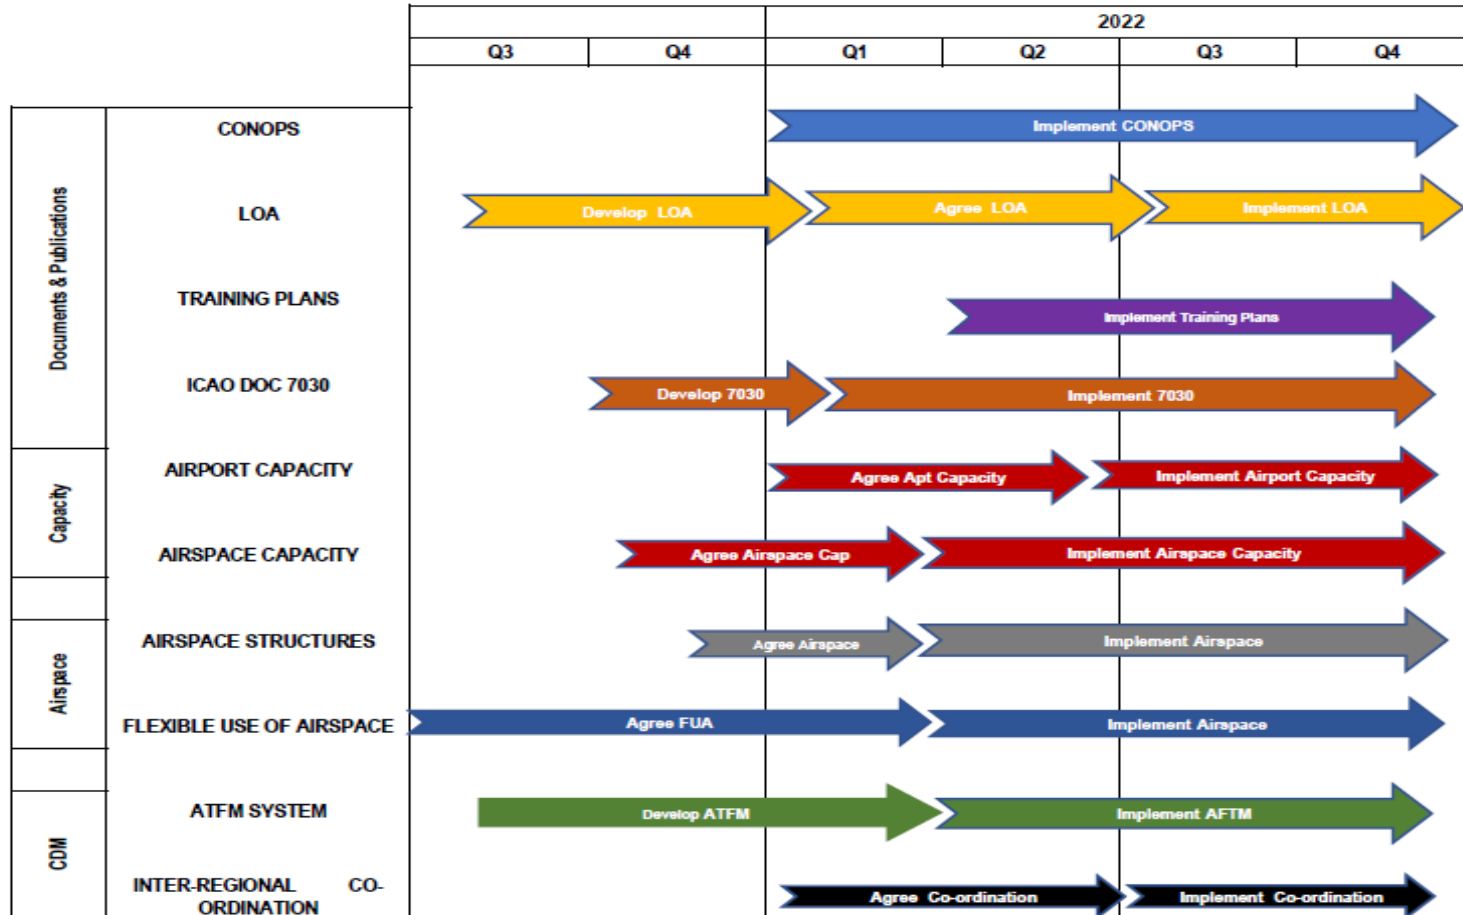 2022
Q3 Q4 Q1 Q2 Q3 Q4
Documents & Publications
CONOPS
Implement CONOPS
LOA
Develop LOA
Agree LOA
Implement LOA
TRAINING PLANS
Implement Training Plans
ICAO DOC 7030
Develop 7030
Implement 7030
Capacity
AIRPORT CAPACITY
Agree Apt Capacity
Implement Airport Capacity
AIRSPACE CAPACITY
Agree Airspace Cap
Implement Airspace Capacity
Airspace
AIRSPACE STRUCTURES
Agree Airspace
Implement Airspace
FLEXIBLE USE OF AIRSPACE
Agree FUA
Implement Airspace
CDM
ATFM SYSTEM
Develop ATFM
Implement AFTM
INTER-REGIONAL CO-
ORDINATION
Agree Co-ordination
Implement Co-ordination